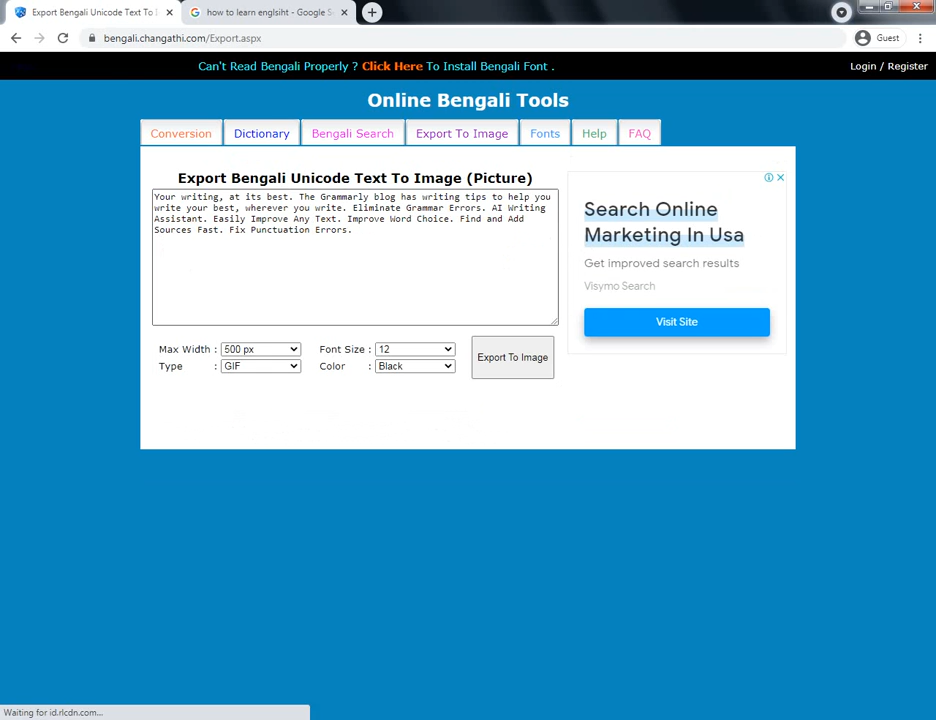 Export Bengali Unicode Text To I
how to learn englsiht - Google S
bengali.changathi.com/Export.aspx
Guest
Can't Read Bengali Properly ? Click Here To Install Bengali Font .
Login / Register
Online Bengali Tools
Conversion
Dictionary
Bengali Search
Export To Image
Fonts
Help
FAQ
Export Bengali Unicode Text To Image (Picture)
Your writing, at its best. The Grammarly blog has writing tips to help you
write your best, wherever you write. Eliminate Grammar Errors. AI Writing
Assistant. Easily Improve Any Text. Improve Word Choice. Find and Add
Sources Fast. Fix Punctuation Errors.
Search Online
Marketing In Usa
Get improved search results
Visymo Search
Visit Site
Max Width : 500 px
Font Size : 12
Type : GIF
Color : Black
Export To Image
Waiting for id.rlcdn.com...